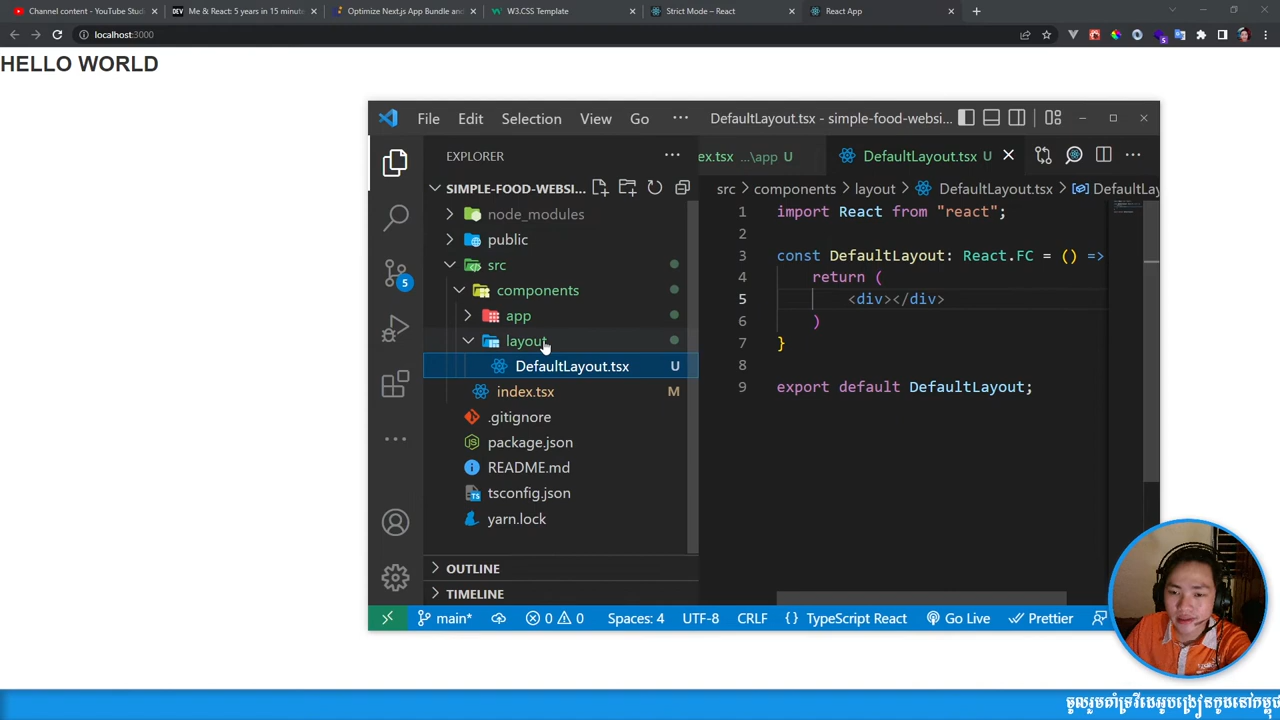 Channel content - YouTube Studi
Me & React: 5 years in 15 minute
Optimize Next.js App Bundle and
W3.CSS Template
Strict Mode – React
React App
localhost:3000
HELLO WORLD
File Edit Selection View Go
DefaultLayout.tsx - simple-food-websi...
EXPLORER
ex.tsx ...\app U
DefaultLayout.tsx U
SIMPLE-FOOD-WEBSI...
src components layout DefaultLayout.tsx DefaultLay
node_modules
public
src
components
app
layout
DefaultLayout.tsx U
index.tsx M
.gitignore
package.json
README.md
tsconfig.json
yarn.lock
OUTLINE
TIMELINE
5
1 import React from "react";
2
3 const DefaultLayout: React.FC = () =>
4 return (
5 <div></div>
6 )
7 }
8
9 export default DefaultLayout;
main* 0 0 Spaces: 4 UTF-8 CRLF {} TypeScript React Go Live Prettier